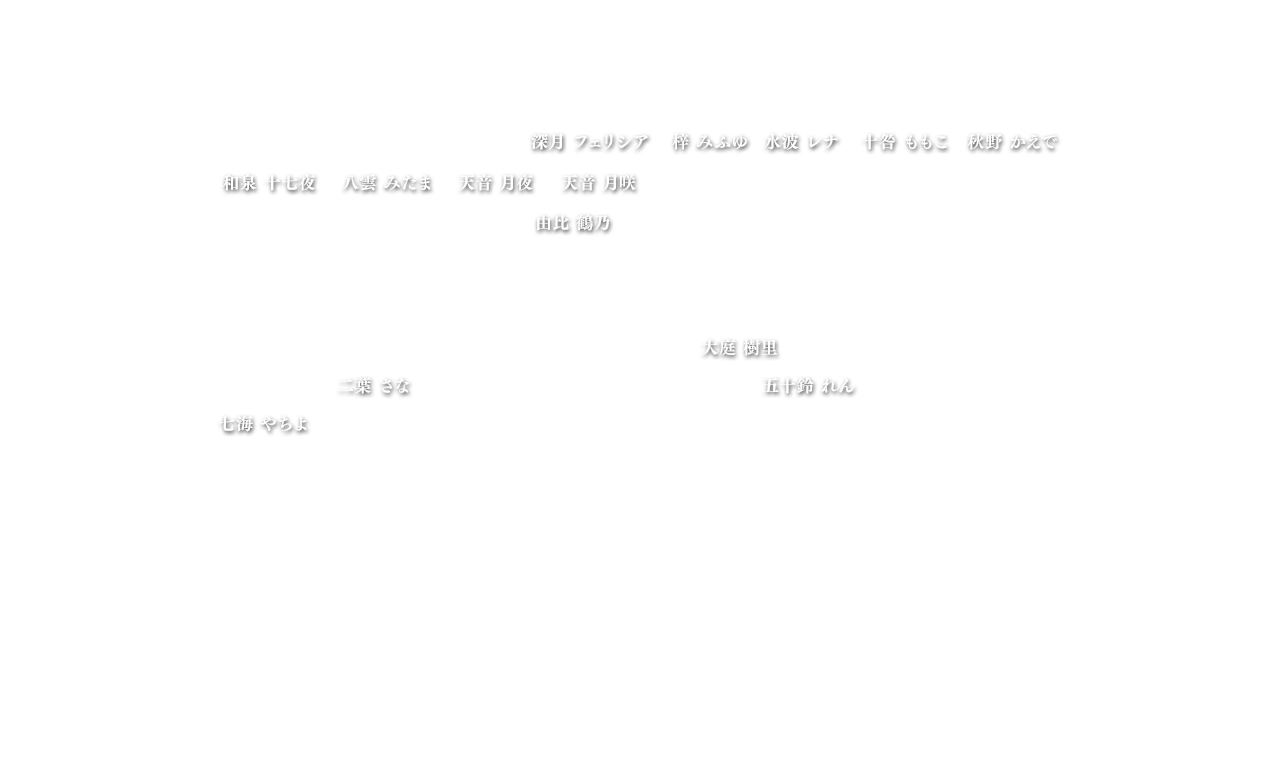 深月 フェリシア 梓 みふゆ 水波 レナ 十咎 ももこ 秋野 かえで
和泉 十七夜 八雲 みたま 天音 月夜 天音 月咲
由比 鶴乃
大庭 樹里
二葉 さな 五十鈴 れん
七海 やちよ